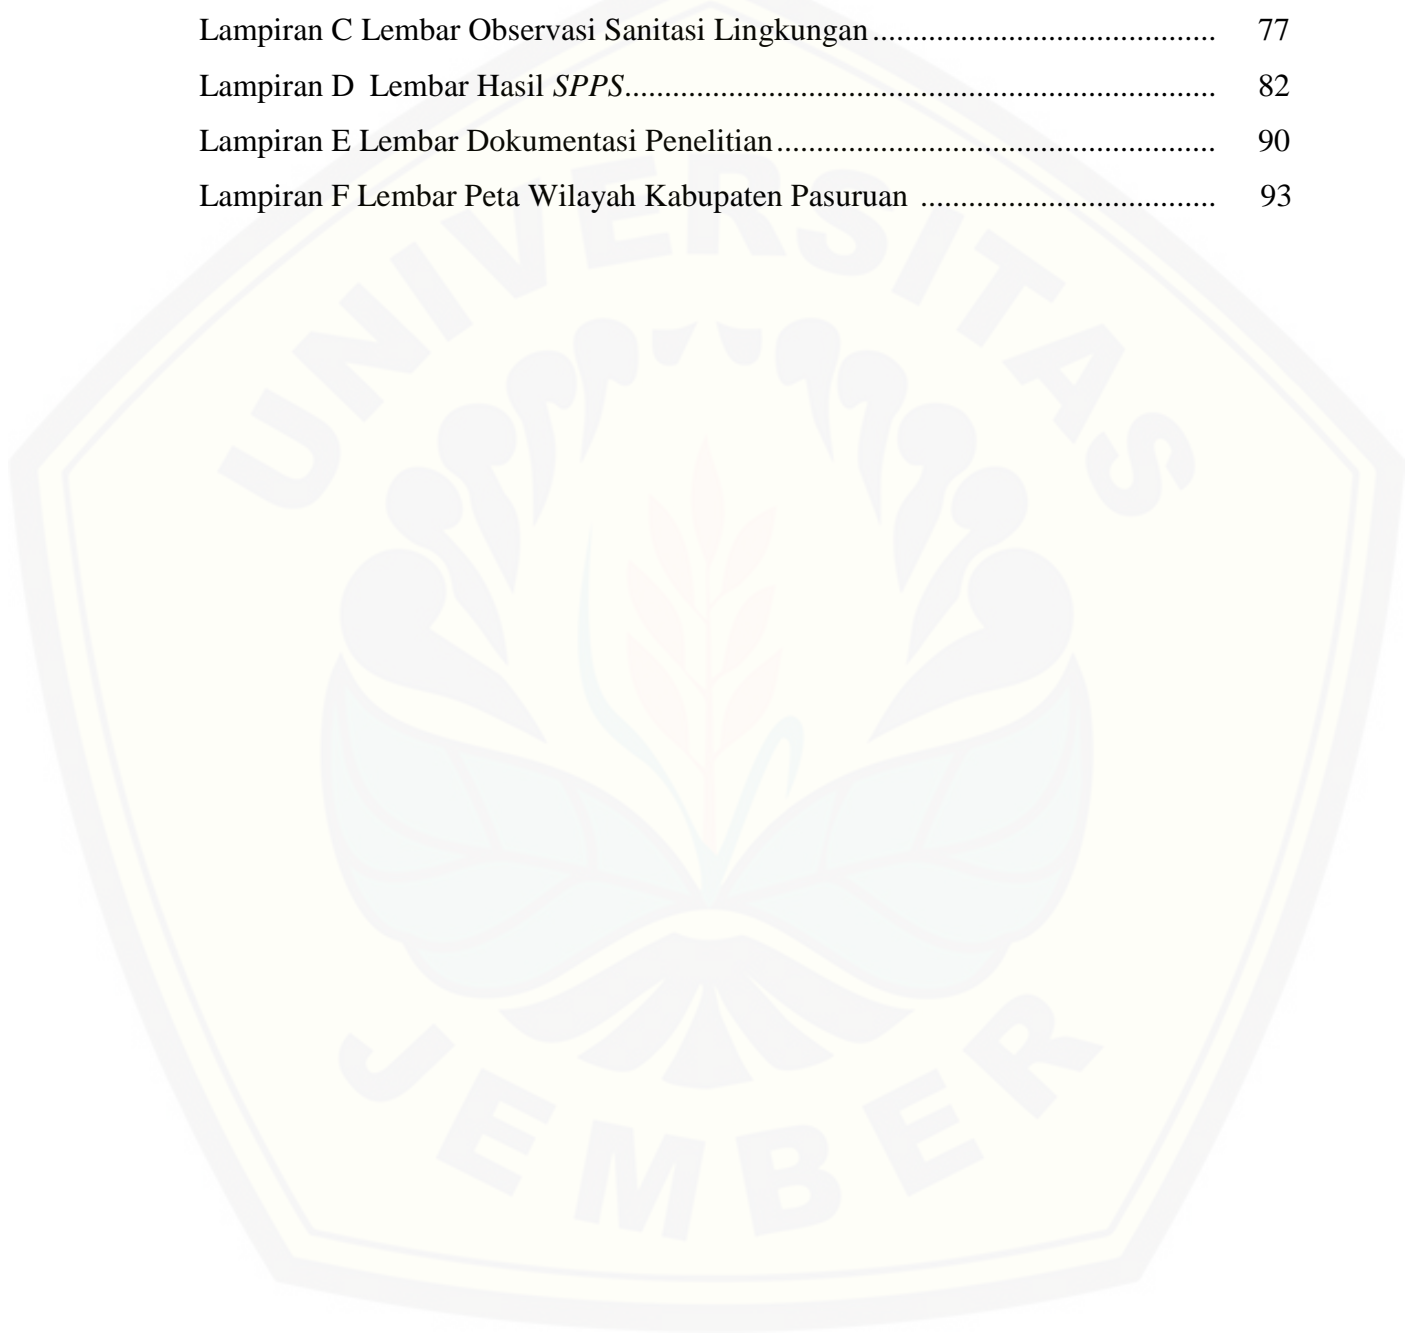 Lampiran C Lembar Observasi Sanitasi Lingkungan ........................................... 77
Lampiran D  Lembar Hasil SPPS .......................................................................... 82
Lampiran E Lembar Dokumentasi Penelitian ....................................................... 90
Lampiran F Lembar Peta Wilayah Kabupaten Pasuruan ..................................... 93
UNIVERSITAS
JEMBER